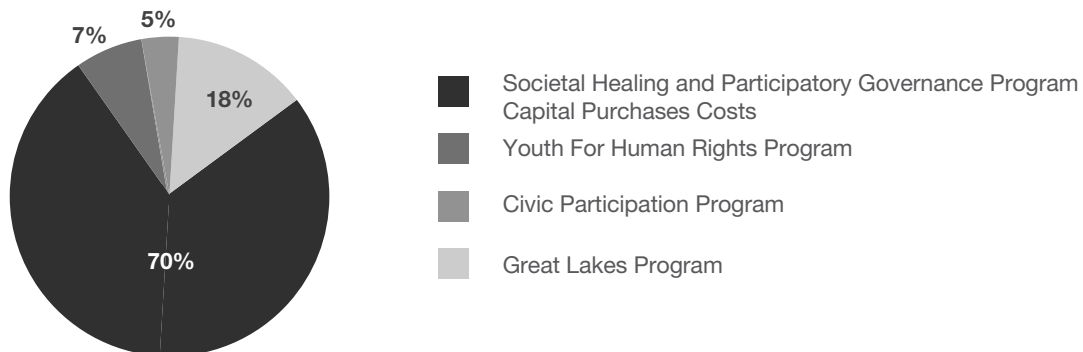 5%
7%
18%
70%
Societal Healing and Participatory Governance Program
Capital Purchases Costs
Youth For Human Rights Program
Civic Participation Program
Great Lakes Program